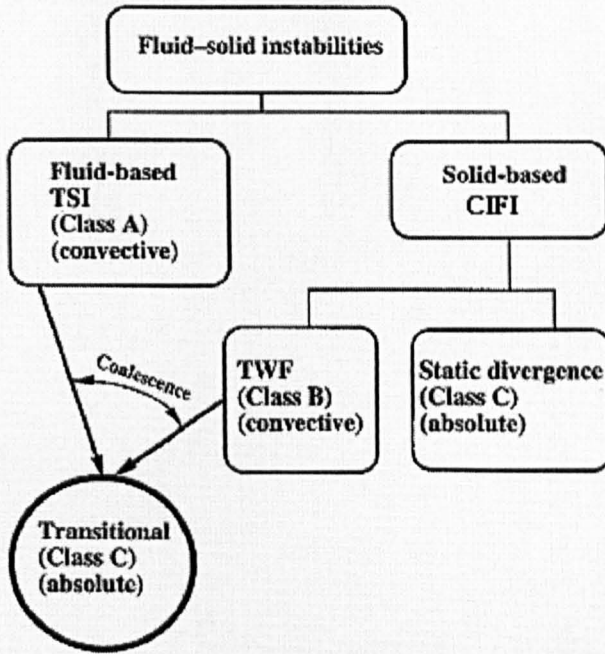 Fluid–solid instabilities
Fluid-based
TSI
(Class A)
(convective)
Solid-based
CIFI
Coalescence
TWF
(Class B)
(convective)
Static divergence
(Class C)
(absolute)
Transitional
(Class C)
(absolute)